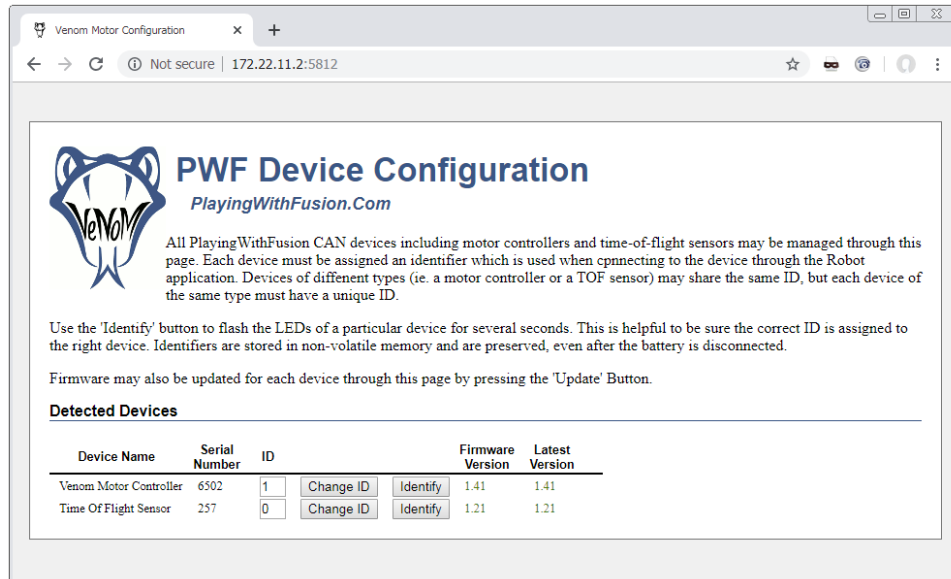 Venom Motor Configuration
Not secure | 172.22.11.2:5812
VeNoM
PWF Device Configuration
PlayingWithFusion.Com
All PlayingWithFusion CAN devices including motor controllers and time-of-flight sensors may be managed through this
page. Each device must be assigned an identifier which is used when cpnnecting to the device through the Robot
application. Devices of diffenent types (ie. a motor controller or a TOF sensor) may share the same ID, but each device of
the same type must have a unique ID.
Use the 'Identify' button to flash the LEDs of a particular device for several seconds. This is helpful to be sure the correct ID is assigned to
the right device. Identifiers are stored in non-volatile memory and are preserved, even after the battery is disconnected.
Firmware may also be updated for each device through this page by pressing the 'Update' Button.
Detected Devices
Device Name Serial Number ID Firmware Version Latest Version
Venom Motor Controller 6502 1 Change ID Identify 1.41 1.41
Time Of Flight Sensor 257 0 Change ID Identify 1.21 1.21